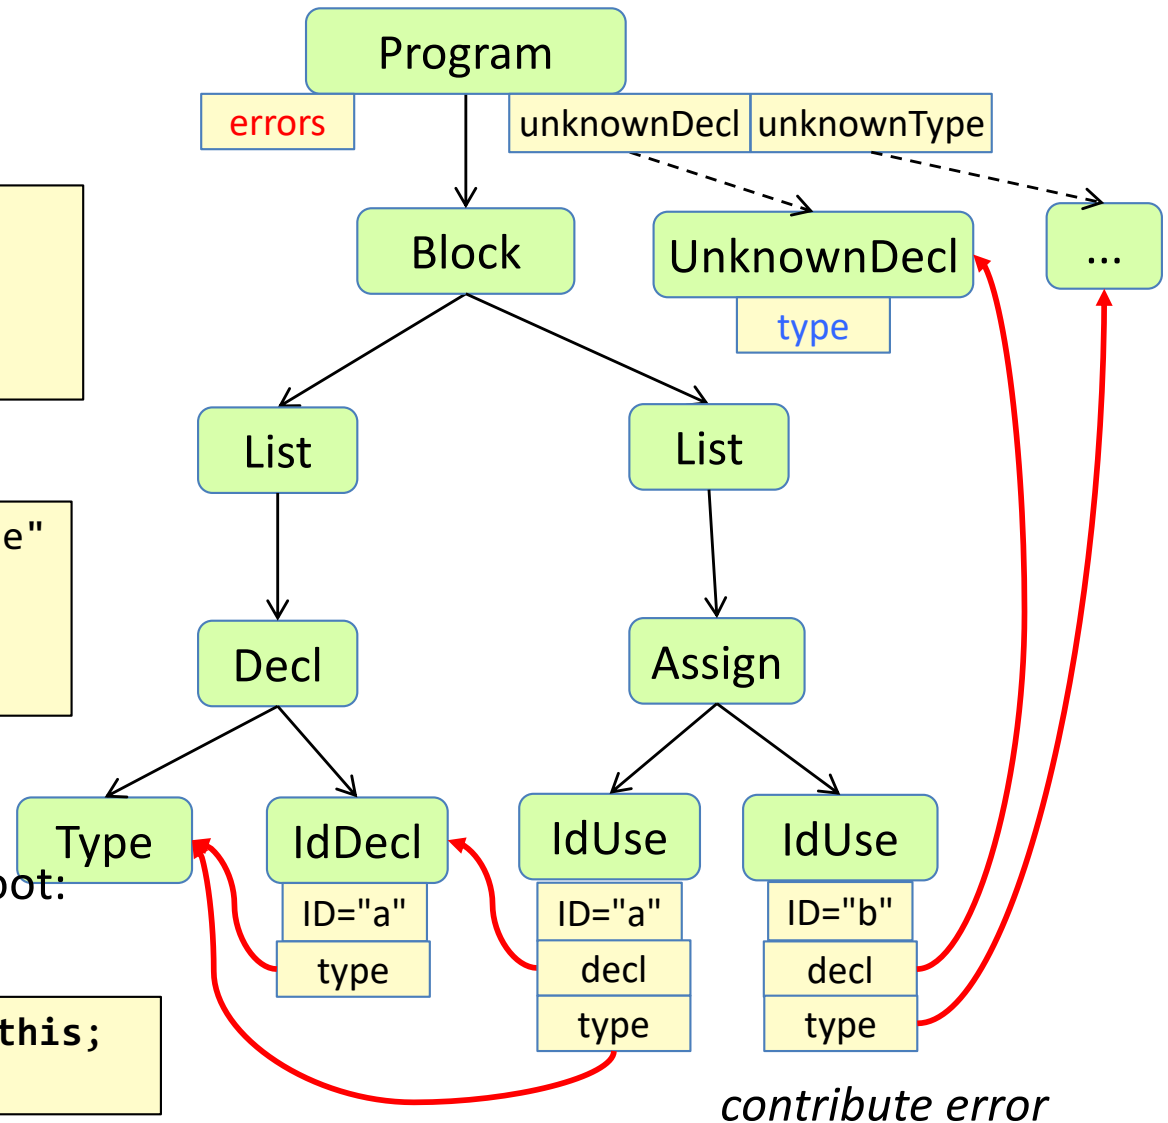 Program
errors
unknownDecl
unknownType
Block
UnknownDecl
...
type
List
List
e"
Decl
Assign
Type
IdDecl
IdUse
IdUse
oot:
ID="a"
ID="a"
ID="b"
type
decl
decl
type
type
this;
contribute error